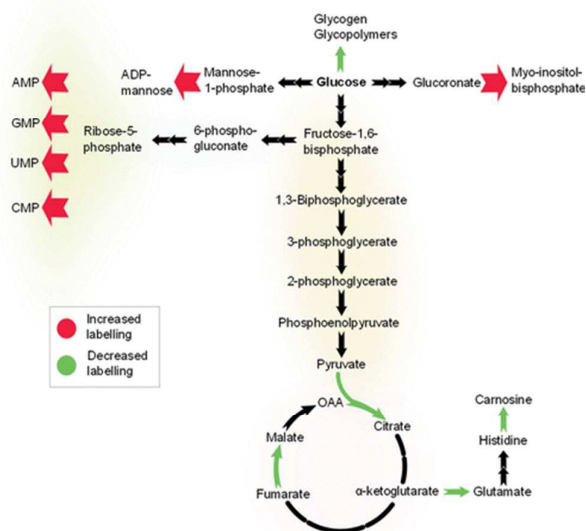 Glycogen
Glycopolymers
AMP
ADP-
mannose
Mannose-
1-phosphate
Glucose
Glucoronate
Myo-inositol-
bisphosphate
GMP
Ribose-5-
phosphate
6-phospho-
gluconate
Fructose-1,6-
bisphosphate
UMP
CMP
1,3-Biphosphoglycerate
3-phosphoglycerate
2-phosphoglycerate
Phosphoenolpyruvate
Pyruvate
Increased
labelling
Decreased
labelling
OAA
Citrate
Malate
Fumarate
α-ketoglutarate
Glutamate
Histidine
Carnosine